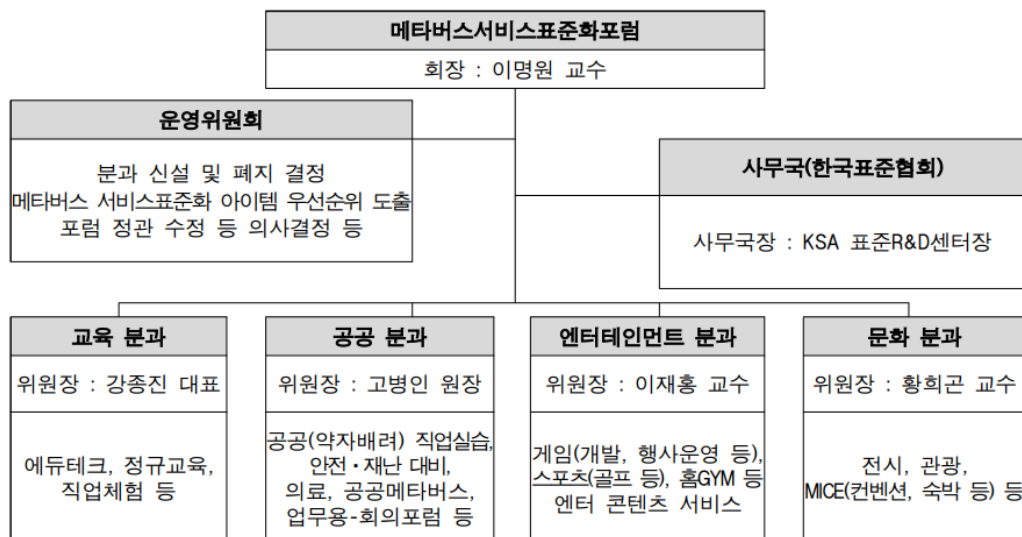 메타버스서비스표준화포럼
회장 : 이명원 교수
운영위원회
분과 신설 및 폐지 결정
메타버스 서비스표준화 아이템 우선순위 도출
포럼 정관 수정 등 의사결정 등
사무국(한국표준협회)
사무국장 : KSA 표준R&D센터장
교육 분과
위원장 : 강종진 대표
에듀테크, 정규교육,
직업체험 등
공공 분과
위원장 : 고병인 원장
공공(약자배려) 직업실습,
안전・재난 대비,
의료, 공공메타버스,
업무용-회의포럼 등
엔터테인먼트 분과
위원장 : 이재홍 교수
게임(개발, 행사운영 등),
스포츠(골프 등), 홈GYM 등
엔터 콘텐츠 서비스
문화 분과
위원장 : 황희곤 교수
전시, 관광,
MICE(컨벤션, 숙박 등) 등